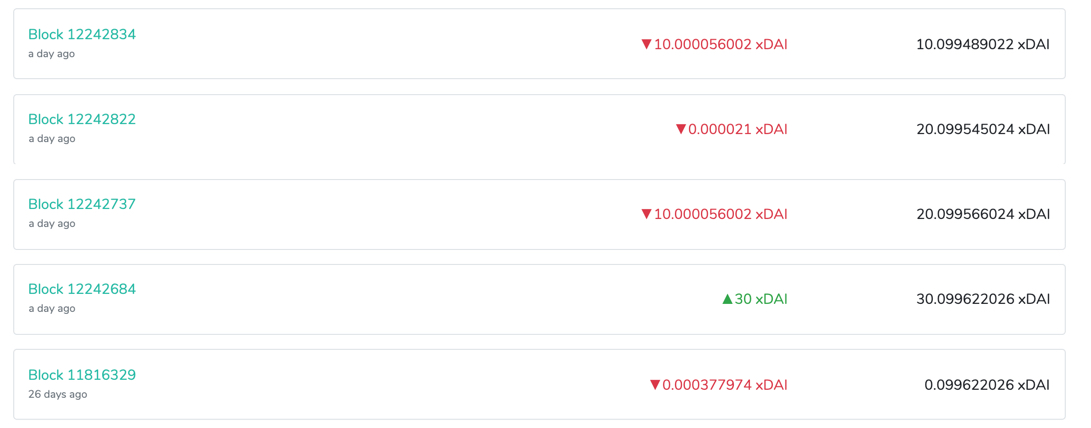 Block 12242834
a day ago
▼10.000056002 xDAI
10.099489022 xDAI
Block 12242822
a day ago
▼0.000021 xDAI
20.099545024 xDAI
Block 12242737
a day ago
▼10.000056002 xDAI
20.099566024 xDAI
Block 12242684
a day ago
▲30 xDAI
30.099622026 xDAI
Block 11816329
26 days ago
▼0.000377974 xDAI
0.099622026 xDAI